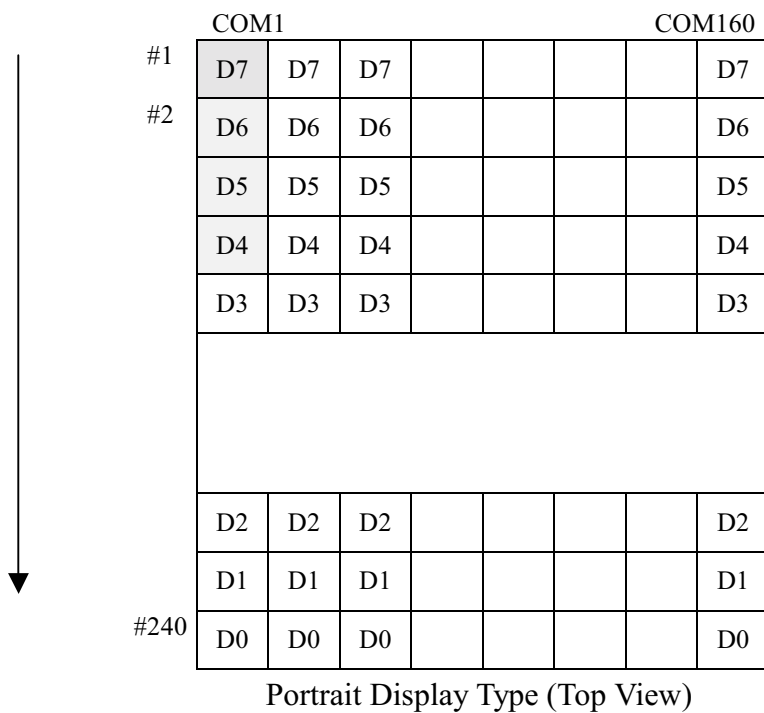 COM1 COM160
#1 D7 D7 D7 D7
#2 D6 D6 D6 D6
D5 D5 D5 D5
D4 D4 D4 D4
D3 D3 D3 D3
D2 D2 D2 D2
D1 D1 D1 D1
#240 D0 D0 D0 D0
Portrait Display Type (Top View)